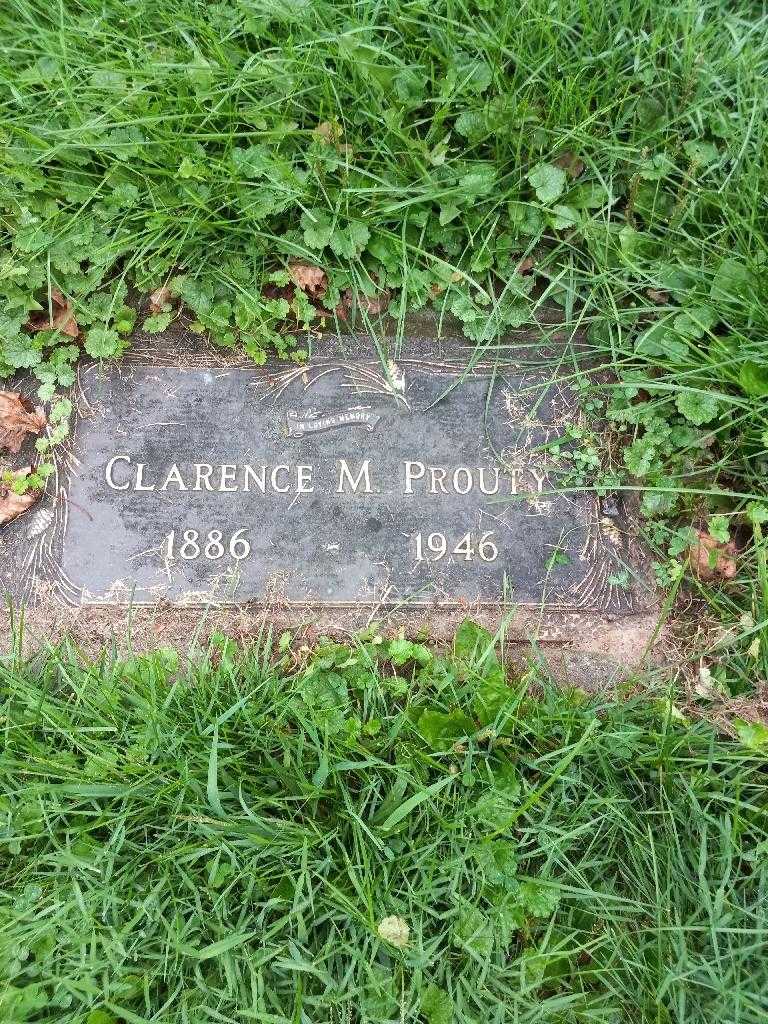 IN LOVING MEMORY
CLARENCE M. PROUTY
1886 - 1946